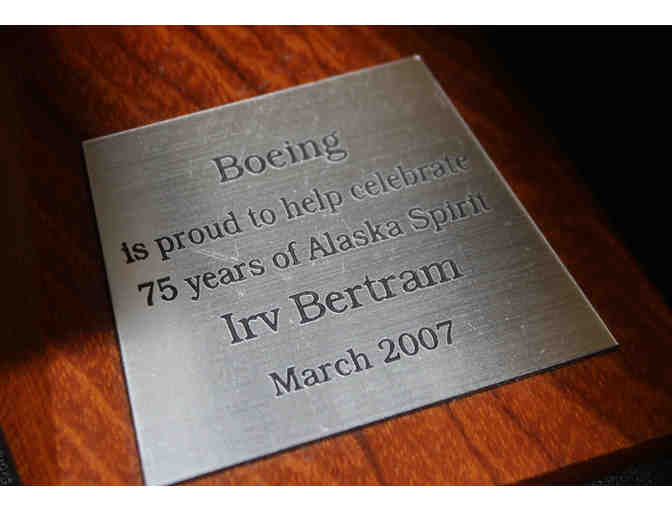 Boeing
is proud to help celebrate
75 years of Alaska Spirit
Irv Bertram
March 2007